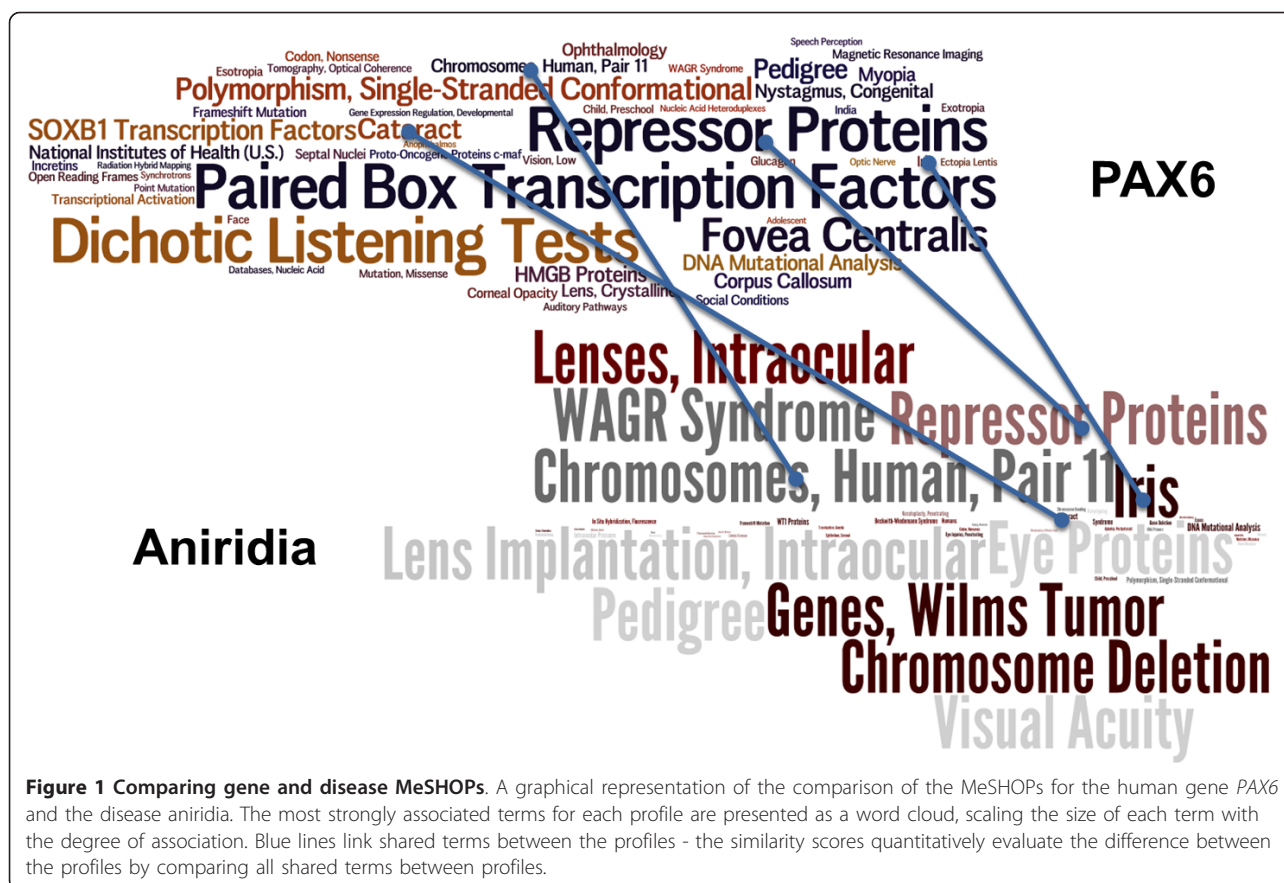 Speech Perception
Codon, Nonsense
Ophthalmology
Magnetic Resonance Imaging
Esotropia
Tomography, Optical Coherence
Chromosome
Human, Pair 11
WAGR Syndrome
Pedigree
Myopia
Polymorphism, Single-Stranded Conformational
Nystagmus, Congenital
Frameshift Mutation
Gene Expression Regulation, Developmental
Child, Preschool
Nucleic Acid Heteroduplexes
India
Exotropia
SOXB1 Transcription Factors
Cataract
Repressor Proteins
Anophthalmos
National Institutes of Health (U.S.)
Septal Nuclei
Proto-Oncogene Proteins c-maf
Vision, Low
Glucagon
Optic Nerve
Ectopia Lentis
Incretins
Radiation Hybrid Mapping
Open Reading Frames
Synchrotrons
Point Mutation
Paired Box Transcription Factors
PAX6
Transcriptional Activation
Face
Adolescent
Dichotic Listening Tests
Fovea Centralis
Databases, Nucleic Acid
Mutation, Missense
HMGB Proteins
DNA Mutational Analysis
Corpus Callosum
Corneal Opacity
Lens, Crystalline
Social Conditions
Auditory Pathways
Lenses, Intraocular
WAGR Syndrome
Repressor Proteins
Chromosomes, Human, Pair 11
Iris
In Situ Hybridization, Fluorescence
Frameshift Mutation
WT1 Proteins
Keratoplasty, Penetrating
Beckwith-Wiedemann Syndrome
Humans
Syndrome
Gene Deletion
DNA Mutational Analysis
Aniridia
Lens Implantation, Intraocular
Eye Proteins
Eye Injuries, Penetrating
Child, Preschool
Polymorphism, Single-Stranded Conformational
Pedigree
Genes, Wilms Tumor
Chromosome Deletion
Visual Acuity
Figure 1 Comparing gene and disease MeSHOPs. A graphical representation of the comparison of the MeSHOPs for the human gene PAX6
and the disease aniridia. The most strongly associated terms for each profile are presented as a word cloud, scaling the size of each term with
the degree of association. Blue lines link shared terms between the profiles - the similarity scores quantitatively evaluate the difference between
the profiles by comparing all shared terms between profiles.